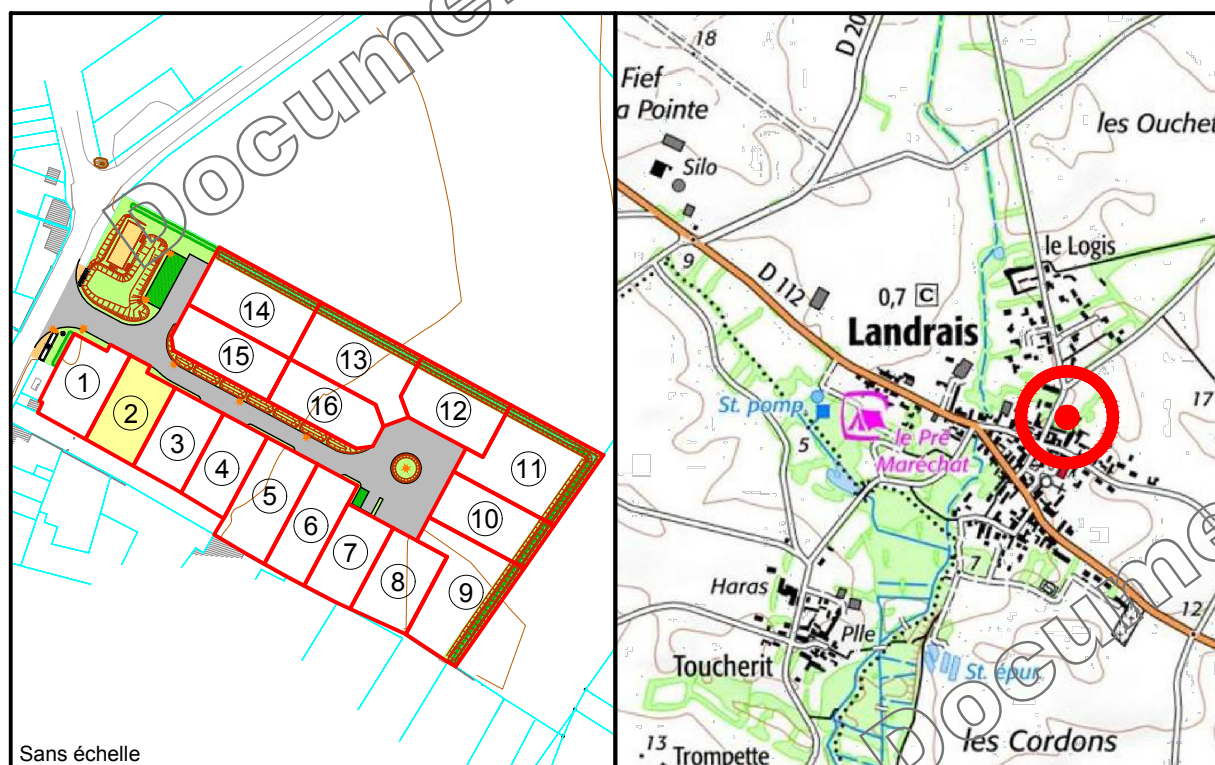 Docume
14
15
13
16
12
1
2
3
4
5
6
7
8
9
10
11
Sans échelle
18
D 20
Fief
a Pointe
les Ouchet
Silo
le Logis
9
D 112
0,7 C
Landrais
St. pomp
17
le Pré
Maréchat
5
7
Haras
Plle
12
Toucherit
St. épur.
Docume
les Cordons
13
Trompette